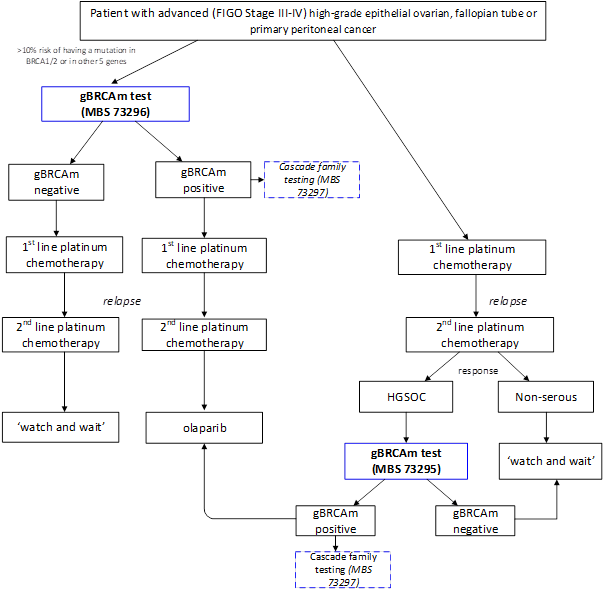 Patient with advanced (FIGO Stage III-IV) high-grade epithelial ovarian, fallopian tube or
primary peritoneal cancer
>10% risk of having a mutation in
BRCA1/2 or in other 5 genes
gBRCAm test
(MBS 73296)
gBRCAm
negative
gBRCAm
positive
Cascade family
testing (MBS
73297)
1st line platinum
chemotherapy
1st line platinum
chemotherapy
1st line platinum
chemotherapy
relapse
relapse
2nd line platinum
chemotherapy
2nd line platinum
chemotherapy
2nd line platinum
chemotherapy
response
HGSOC
Non-serous
‘watch and wait’
olaparib
gBRCAm test
(MBS 73295)
‘watch and wait’
gBRCAm
positive
gBRCAm
negative
Cascade family
testing (MBS
73297)